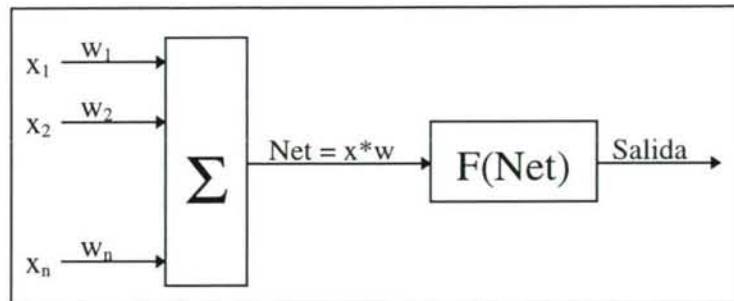 x₁ w₁
x₂ w₂
Σ
Net = x*w
F(Net)
Salida
xₙ wₙ